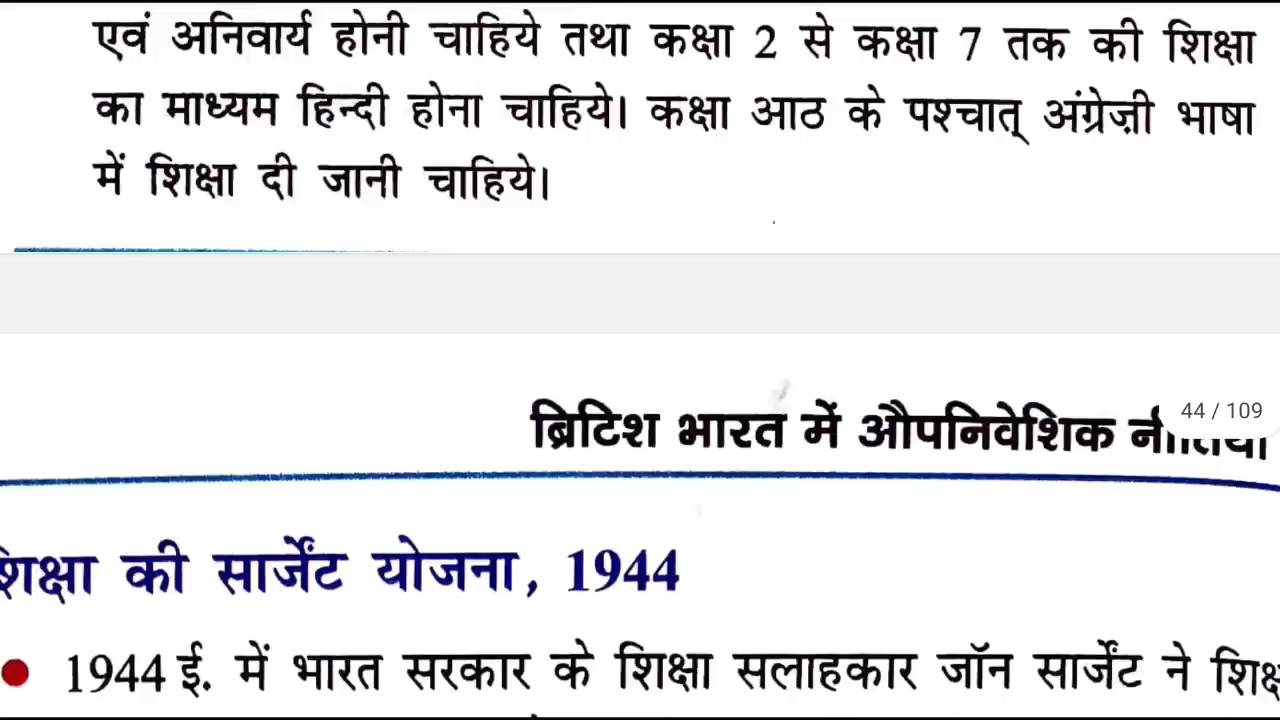 एवं अनिवार्य होनी चाहिये तथा कक्षा 2 से कक्षा 7 तक की शिक्षा
का माध्यम हिन्दी होना चाहिये। कक्षा आठ के पश्चात् अंग्रेज़ी भाषा
में शिक्षा दी जानी चाहिये।
ब्रिटिश भारत में औपनिवेशिक
44 / 109
शिक्षा की सार्जेंट योजना, 1944
● 1944 ई. में भारत सरकार के शिक्षा सलाहकार जॉन सार्जेंट ने